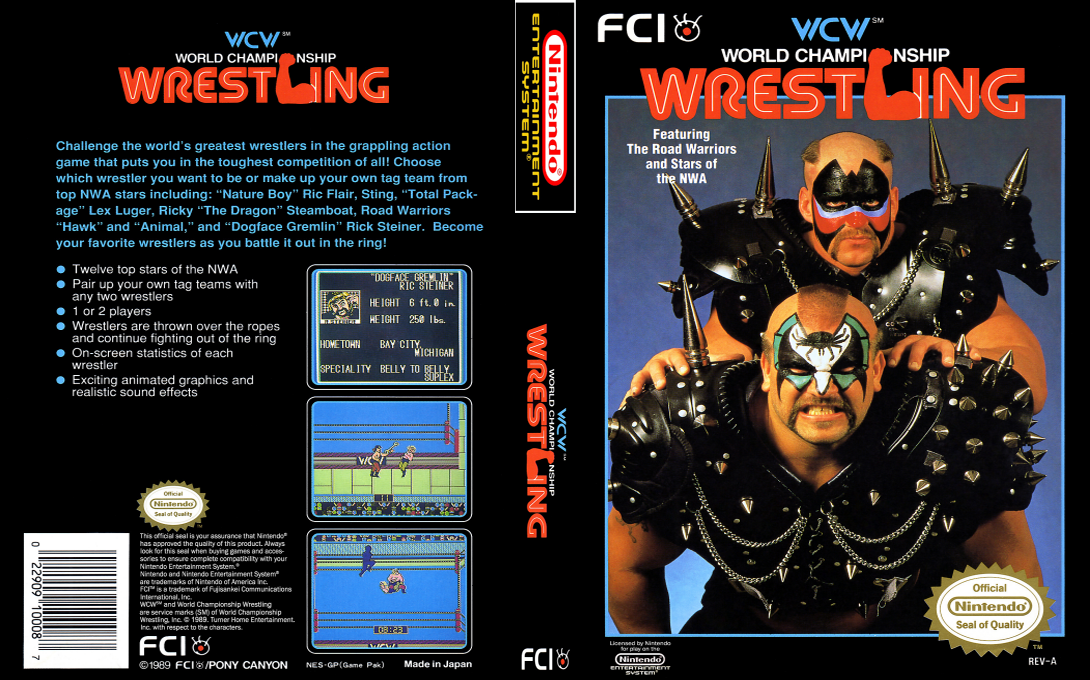 WCW SM
WORLD CHAMPIONSHIP
WRESTLING
Challenge the world's greatest wrestlers in the grappling action
game that puts you in the toughest competition of all! Choose
which wrestler you want to be or make up your own tag team from
top NWA stars including: “Nature Boy” Ric Flair, Sting, “Total Pack-
age” Lex Luger, Ricky “The Dragon” Steamboat, Road Warriors
“Hawk” and “Animal,” and “Dogface Gremlin” Rick Steiner. Become
your favorite wrestlers as you battle it out in the ring!
● Twelve top stars of the NWA
● Pair up your own tag teams with
any two wrestlers
● 1 or 2 players
● Wrestlers are thrown over the ropes
and continue fighting out of the ring
● On-screen statistics of each
wrestler
● Exciting animated graphics and
realistic sound effects
"DOGFACE GREMLIN"
RIC STEINER
R.STEINER
HEIGHT 6 ft.0 in.
WEIGHT 250 lbs.
HOMETOWN BAY CITY,
MICHIGAN
SPECIALITY BELLY TO BELLY
SUPLEX
WCW
08:23
WCW
Official
Nintendo
Seal of Quality
This official seal is your assurance that Nintendo®
has approved the quality of this product. Always
look for this seal when buying games and acces-
sories to ensure complete compatibility with your
Nintendo Entertainment System.®
Nintendo and Nintendo Entertainment System®
are trademarks of Nintendo of America Inc.
FCI™ is a trademark of Fujisankei Communications
International, Inc.
WCW℠ and World Championship Wrestling
are service marks (SM) of World Championship
Wrestling, Inc. © 1989. Turner Home Entertainment.
Inc. with respect to the characters.
0 22909 10008 7
FCI
©1989 FCI/PONY CANYON
NES-GP(Game Pak)
Made in Japan
Nintendo®
ENTERTAINMENT
SYSTEM®
WCW™
WORLD CHAMPIONSHIP
WRESTLING
FCI
FCI
WCW SM
WORLD CHAMPIONSHIP
WRESTLING
Featuring
The Road Warriors
and Stars of
the NWA
Official
Nintendo®
Seal of Quality
TM
Licensed by Nintendo
for play on the
Nintendo
ENTERTAINMENT
SYSTEM®
REV-A